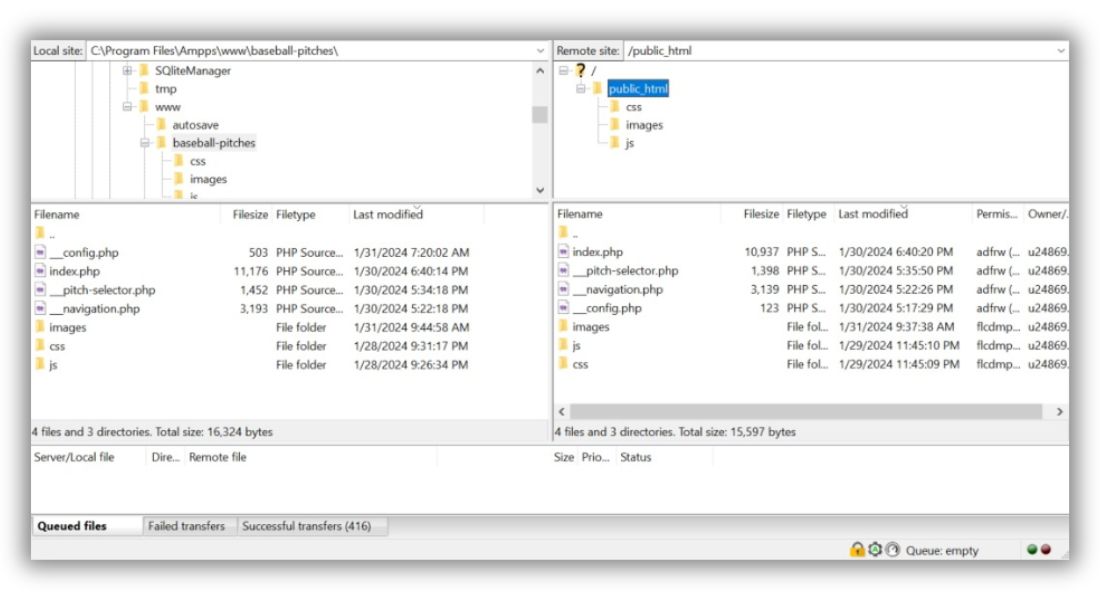 Local site: C:\Program Files\Ampps\www\baseball-pitches\
SQliteManager
tmp
www
autosave
baseball-pitches
css
images
js
Remote site: /public_html
/
public_html
css
images
js
Filename Filesize Filetype Last modified
..
__config.php 503 PHP Source... 1/31/2024 7:20:02 AM
index.php 11,176 PHP Source... 1/30/2024 6:40:14 PM
__pitch-selector.php 1,452 PHP Source... 1/30/2024 5:34:18 PM
__navigation.php 3,193 PHP Source... 1/30/2024 5:22:18 PM
images File folder 1/31/2024 9:44:58 AM
css File folder 1/28/2024 9:31:17 PM
js File folder 1/28/2024 9:26:34 PM
4 files and 3 directories. Total size: 16,324 bytes
Filename Filesize Filetype Last modified Permis... Owner/.
..
index.php 10,937 PHP S... 1/30/2024 6:40:20 PM adfrw (... u24869.
__pitch-selector.php 1,398 PHP S... 1/30/2024 5:35:50 PM adfrw (... u24869.
__navigation.php 3,139 PHP S... 1/30/2024 5:22:26 PM adfrw (... u24869.
__config.php 123 PHP S... 1/30/2024 5:17:29 PM adfrw (... u24869.
images File fol... 1/31/2024 9:37:38 AM flcdmp... u24869.
js File fol... 1/29/2024 11:45:10 PM flcdmp... u24869.
css File fol... 1/29/2024 11:45:09 PM flcdmp... u24869.
4 files and 3 directories. Total size: 15,597 bytes
Server/Local file Dire... Remote file Size Prio... Status
Queued files Failed transfers Successful transfers (416)
Queue: empty